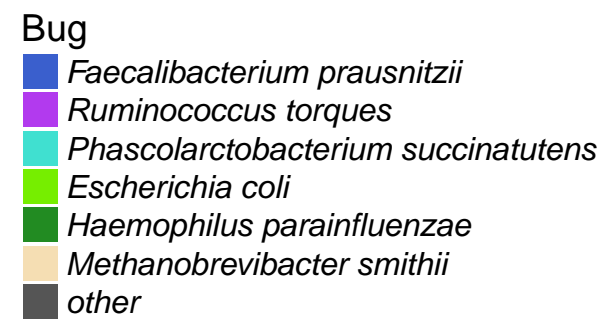 Bug
Faecalibacterium prausnitzii
Ruminococcus torques
Phascolarctobacterium succinatutens
Escherichia coli
Haemophilus parainfluenzae
Methanobrevibacter smithii
other